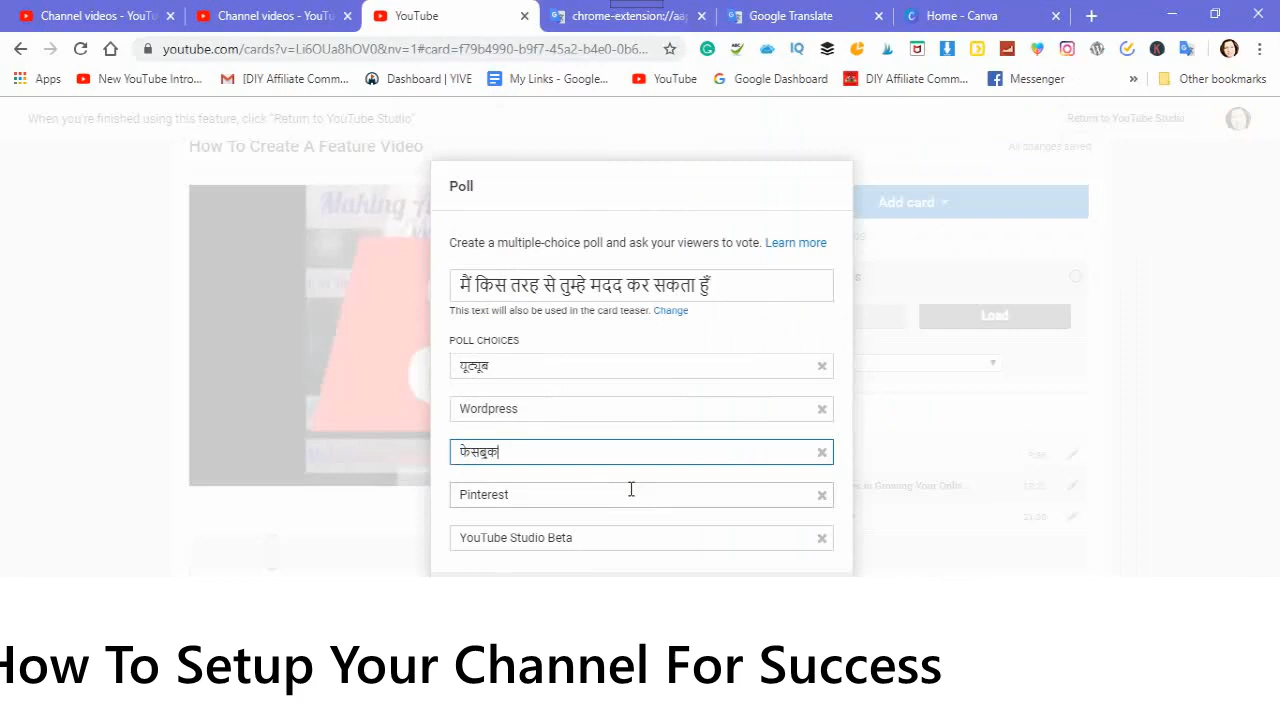 Channel videos - YouTu
Channel videos - YouTu
YouTube
chrome-extension://aap
Google Translate
Home - Canva
youtube.com/cards?v=Li6OUa8hOV0&nv=1#card=f79b4990-b9f7-45a2-b4e0-0b6...
Apps
New YouTube Intro...
[DIY Affiliate Comm...
Dashboard | YIVE
My Links - Google...
YouTube
Google Dashboard
DIY Affiliate Comm...
Messenger
»
Other bookmarks
When you're finished using this feature, click "Return to YouTube Studio"
Return to YouTube Studio
How To Create A Feature Video
All changes saved
Making
Add card
Poll
Create a multiple-choice poll and ask your viewers to vote. Learn more
मैं किस तरह से तुम्हे मदद कर सकता हुँ
This text will also be used in the card teaser. Change
Load
POLL CHOICES
यूट्यूब
Wordpress
फेसबुक
Pinterest
YouTube Studio Beta
How To Setup Your Channel For Success